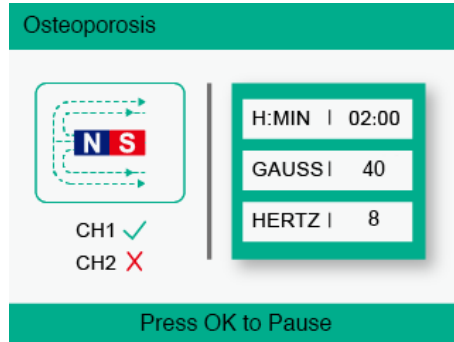 Osteoporosis
N S
CH1 ✓
CH2 X
H:MIN | 02:00
GAUSS | 40
HERTZ | 8
Press OK to Pause